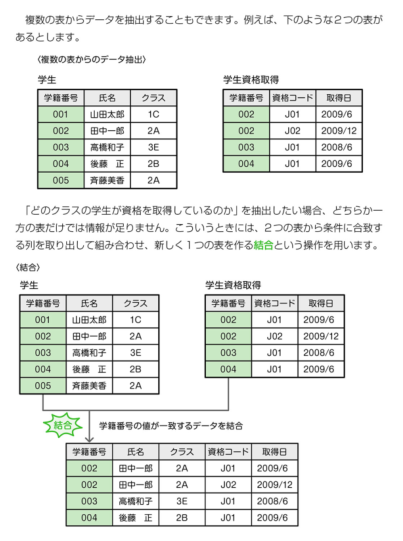 複数の表からデータを抽出することもできます。例えば、下のような2つの表が
あるとします。
〈複数の表からのデータ抽出〉
学生
学籍番号 氏名 クラス
001 山田太郎 1C
002 田中一郎 2A
003 高橋和子 3E
004 後藤　正 2B
005 斉藤美香 2A
学生資格取得
学籍番号 資格コード 取得日
002 J01 2009/6
002 J02 2009/12
003 J01 2008/6
004 J01 2009/6
「どのクラスの学生が資格を取得しているのか」を抽出したい場合、どちらか一
方の表だけでは情報が足りません。こういうときには、2つの表から条件に合致す
る列を取り出して組み合わせ、新しく1つの表を作る結合という操作を用います。
〈結合〉
学生
学籍番号 氏名 クラス
001 山田太郎 1C
002 田中一郎 2A
003 高橋和子 3E
004 後藤　正 2B
005 斉藤美香 2A
学生資格取得
学籍番号 資格コード 取得日
002 J01 2009/6
002 J02 2009/12
003 J01 2008/6
004 J01 2009/6
結合
学籍番号の値が一致するデータを結合
学籍番号 氏名 クラス 資格コード 取得日
002 田中一郎 2A J01 2009/6
002 田中一郎 2A J02 2009/12
003 高橋和子 3E J01 2008/6
004 後藤　正 2B J01 2009/6